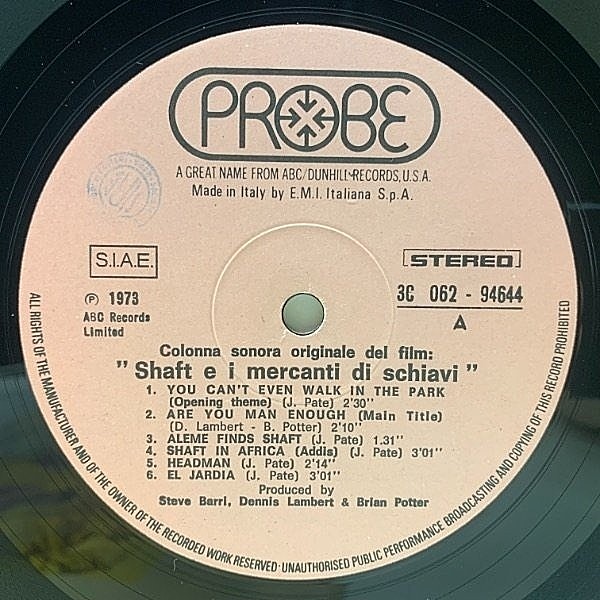 PROBE
A GREAT NAME FROM ABC/DUNHILL RECORDS, U.S.A.
Made in Italy by E.M.I. Italiana S.p.A.
S.I.A.E.
STEREO
℗ 1973
ABC Records
Limited
3C 062 - 94644
A
Colonna sonora originale del film:
"Shaft e i mercanti di schiavi"
1. YOU CAN'T EVEN WALK IN THE PARK
(Opening theme) (J. Pate) 2'30"
2. ARE YOU MAN ENOUGH (Main Title)
(D. Lambert - B. Potter) 2'10"
3. ALEME FINDS SHAFT (J. Pate) 1.31"
4. SHAFT IN AFRICA (Addis) (J. Pate) 3'01"
5. HEADMAN (J. Pate) 2'14"
6. EL JARDIA (J. Pate) 3'01"
Produced by
Steve Barri, Dennis Lambert & Brian Potter
ALL RIGHTS OF THE MANUFACTURER AND OF THE OWNER OF THE RECORDED WORK RESERVED · UNAUTHORISED PUBLIC PERFORMANCE BROADCASTING AND COPYING OF THIS RECORD PROHIBITED